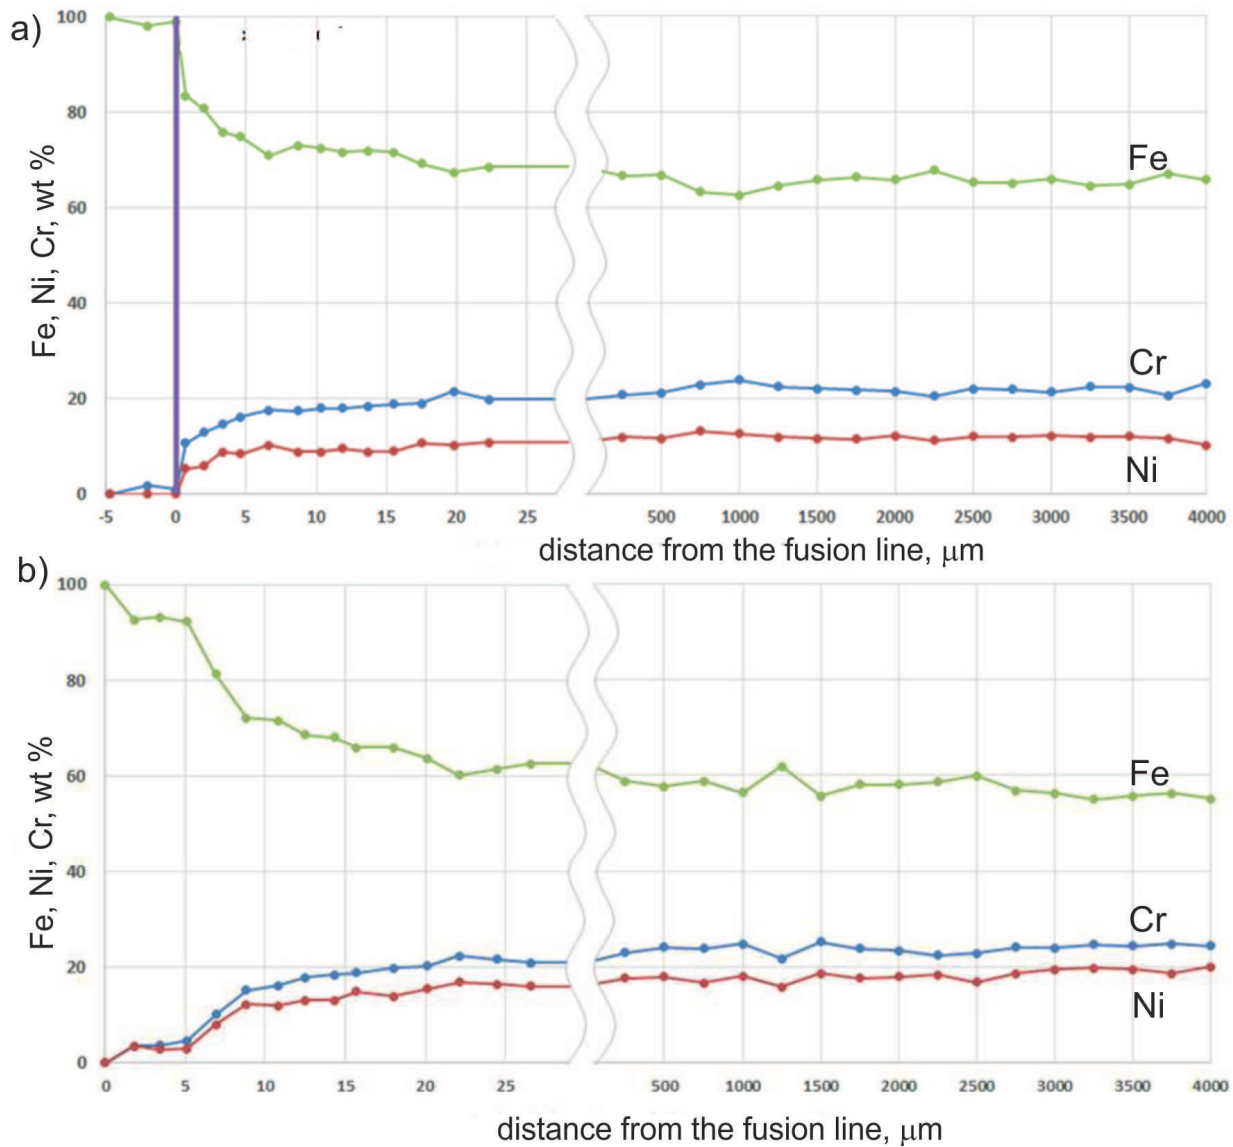 a)
Fe, Ni, Cr, wt %
100
80
60
40
20
0
Fe
Cr
Ni
-5 0 5 10 15 20 25 500 1000 1500 2000 2500 3000 3500 4000
distance from the fusion line, μm
b)
Fe, Ni, Cr, wt %
100
80
60
40
20
0
Fe
Cr
Ni
0 5 10 15 20 25 500 1000 1500 2000 2500 3000 3500 4000
distance from the fusion line, μm